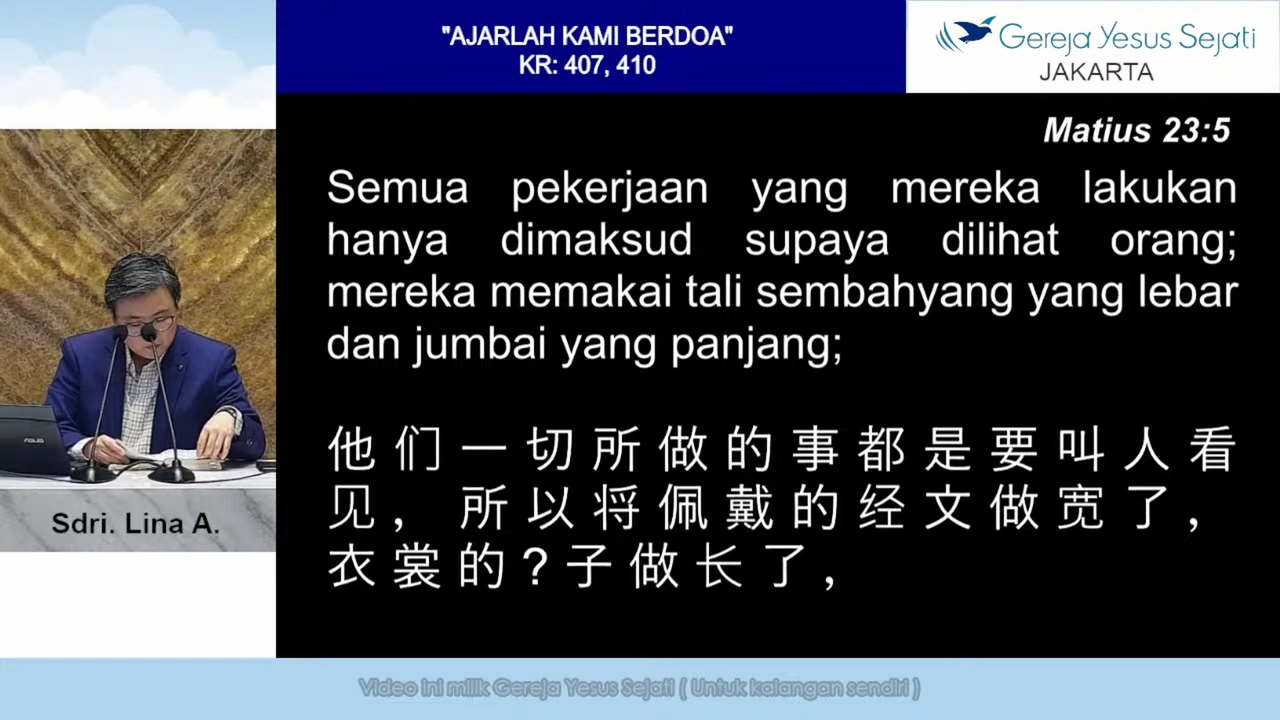 "AJARLAH KAMI BERDOA"
KR: 407, 410
Gereja Yesus Sejati
JAKARTA
Matius 23:5
Semua pekerjaan yang mereka lakukan
hanya dimaksud supaya dilihat orang;
mereka memakai tali sembahyang yang lebar
dan jumbai yang panjang;
他们一切所做的事都是要叫人看
见，所以将佩戴的经文做宽了，
衣裳的?子做长了，
ASUS
Sdri. Lina A.
Video ini milik Gereja Yesus Sejati ( Untuk kalangan sendiri )